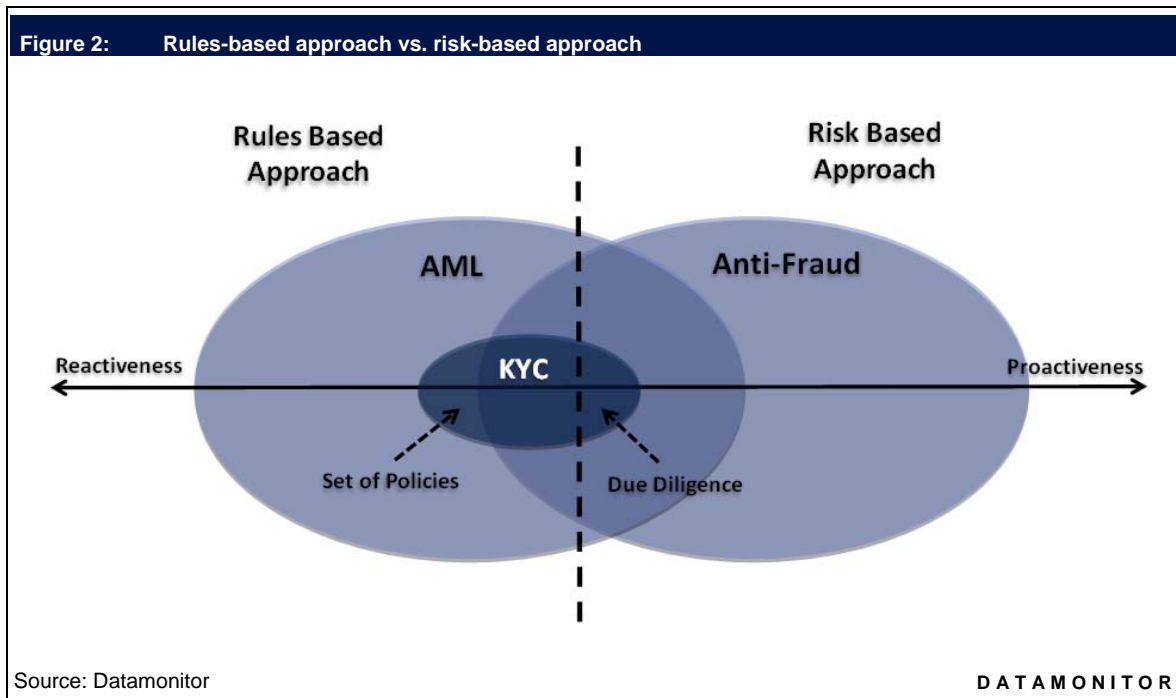 Figure 2: Rules-based approach vs. risk-based approach
Rules Based
Approach
Risk Based
Approach
AML
Anti-Fraud
KYC
Reactiveness
Proactiveness
Set of Policies
Due Diligence
Source: Datamonitor
DATAMONITOR